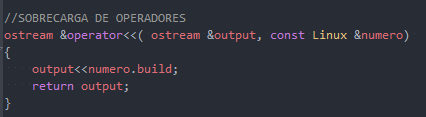 //SOBRECARGA DE OPERADORES
ostream &operator<<( ostream &output, const Linux &numero)
{
    output<<numero.build;
    return output;
}